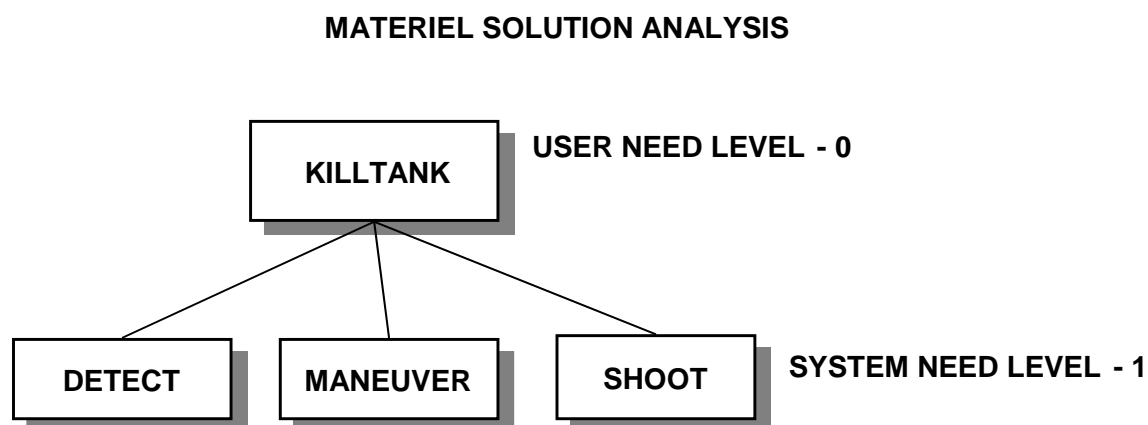 MATERIEL SOLUTION ANALYSIS
USER NEED LEVEL - 0
KILLTANK
DETECT
MANEUVER
SHOOT
SYSTEM NEED LEVEL - 1